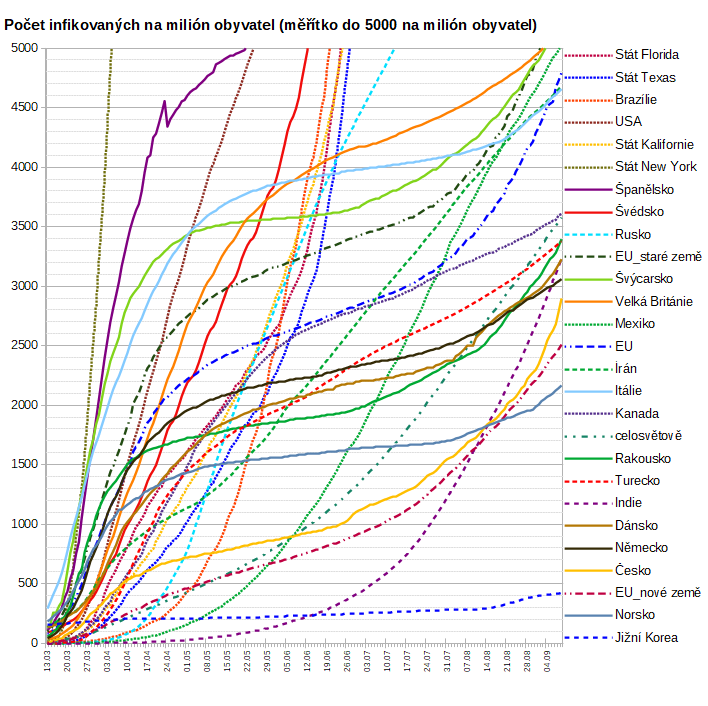 Počet infikovaných na milión obyvatel (měřítko do 5000 na milión obyvatel)
5000
4500
4000
3500
3000
2500
2000
1500
1000
500
0
Stát Florida
Stát Texas
Brazílie
USA
Stát Kalifornie
Stát New York
Španělsko
Švédsko
Rusko
EU_staré země
Švýcarsko
Velká Británie
Mexiko
EU
Írán
Itálie
Kanada
celosvětově
Rakousko
Turecko
Indie
Dánsko
Německo
Česko
EU_nové země
Norsko
Jižní Korea
13.03
20.03
27.03
03.04
10.04
17.04
24.04
01.05
08.05
15.05
22.05
29.05
05.06
12.06
19.06
26.06
03.07
10.07
17.07
24.07
31.07
07.08
14.08
21.08
28.08
04.09